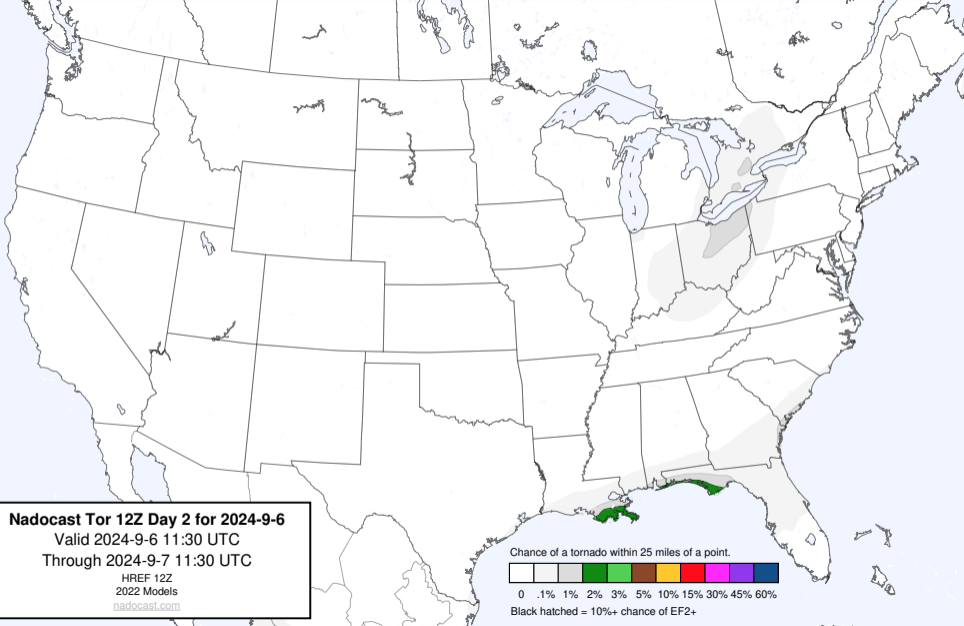 Nadocast Tor 12Z Day 2 for 2024-9-6
Valid 2024-9-6 11:30 UTC
Through 2024-9-7 11:30 UTC
HREF 12Z
2022 Models
nadocast.com
Chance of a tornado within 25 miles of a point.
0 .1% 1% 2% 3% 5% 10% 15% 30% 45% 60%
Black hatched = 10%+ chance of EF2+